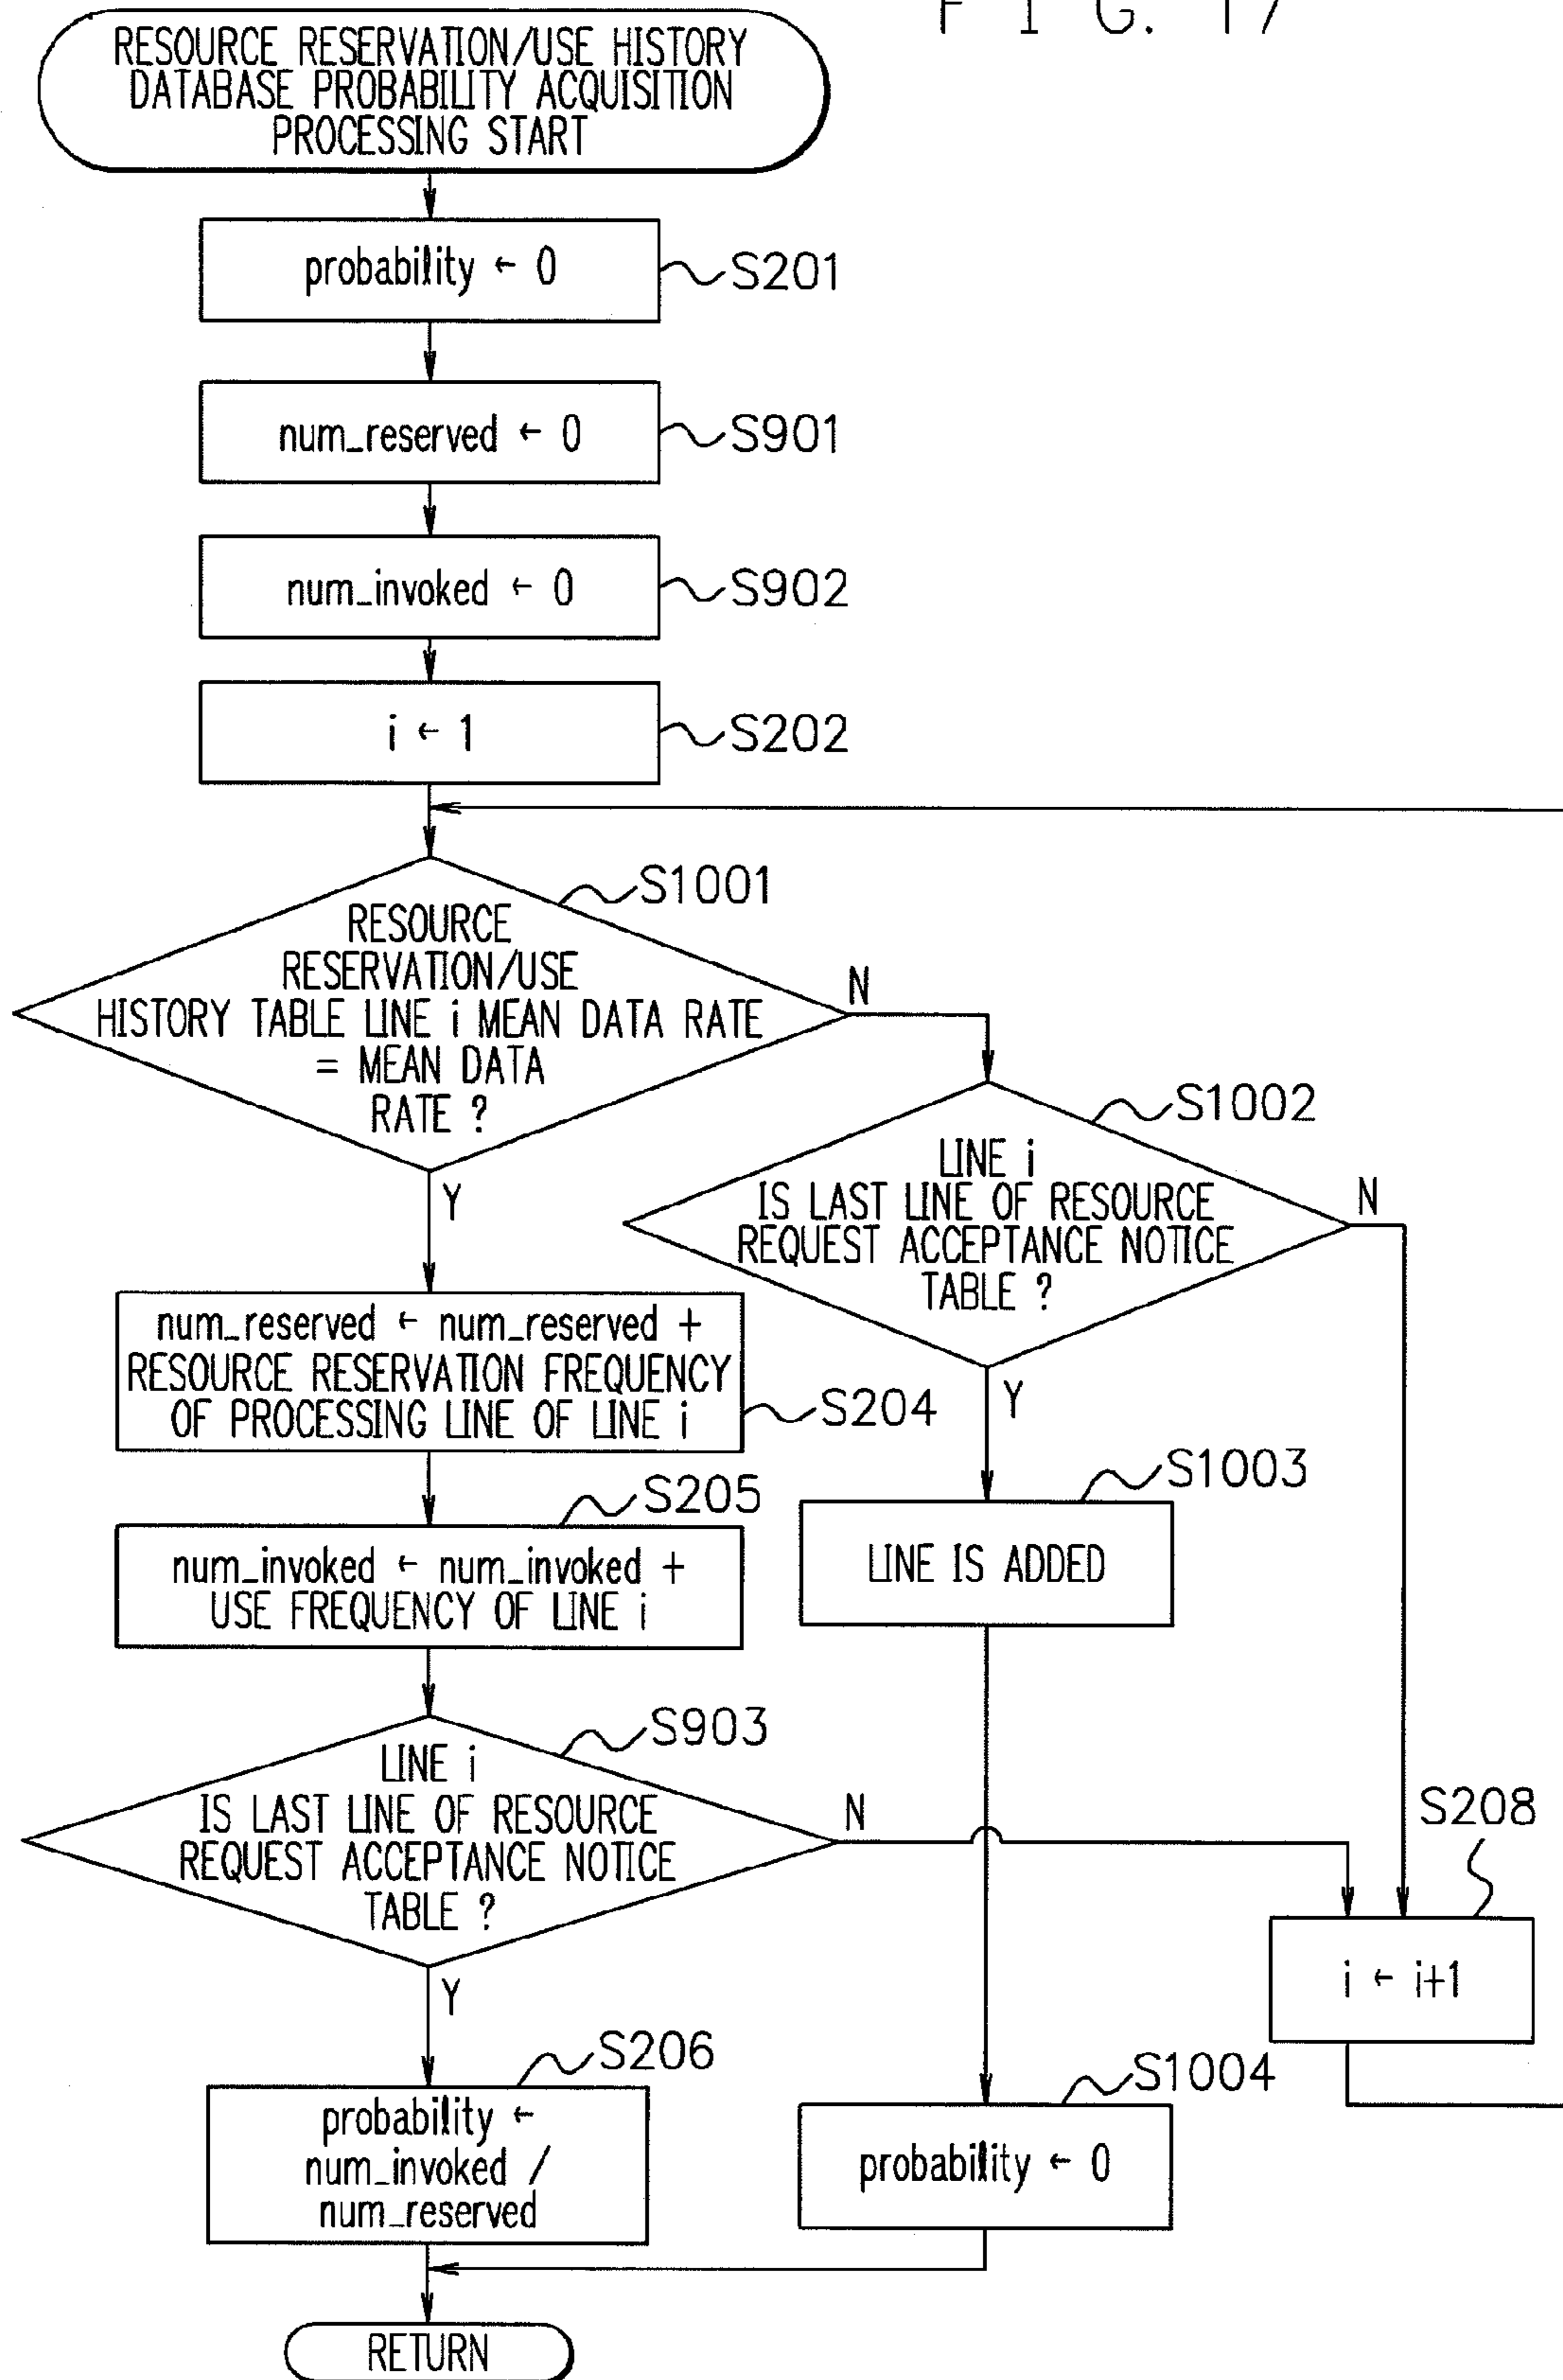 F I G. 17
RESOURCE RESERVATION/USE HISTORY
DATABASE PROBABILITY ACQUISITION
PROCESSING START
probability ← 0
S201
num_reserved ← 0
S901
num_invoked ← 0
S902
i ← 1
S202
S1001
RESOURCE
RESERVATION/USE
HISTORY TABLE LINE i MEAN DATA RATE
= MEAN DATA
RATE ?
N
Y
S1002
LINE i
IS LAST LINE OF RESOURCE
REQUEST ACCEPTANCE NOTICE
TABLE ?
N
Y
num_reserved ← num_reserved +
RESOURCE RESERVATION FREQUENCY
OF PROCESSING LINE OF LINE i
S204
S1003
LINE IS ADDED
S205
num_invoked ← num_invoked +
USE FREQUENCY OF LINE i
S903
LINE i
IS LAST LINE OF RESOURCE
REQUEST ACCEPTANCE NOTICE
TABLE ?
N
Y
S208
i ← i+1
S206
probability ←
num_invoked /
num_reserved
S1004
probability ← 0
RETURN